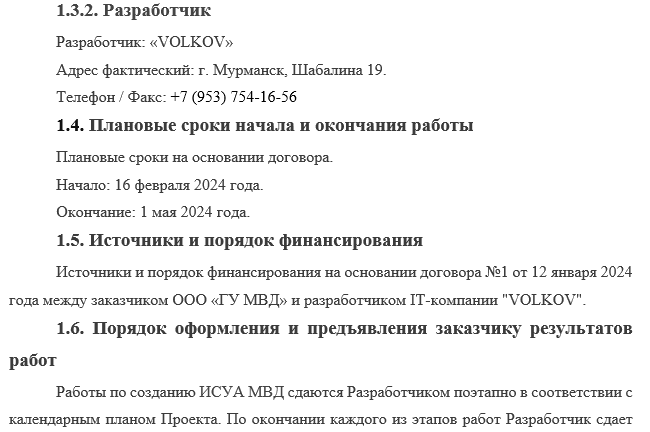 1.3.2. Разработчик
Разработчик: «VOLKOV»
Адрес фактический: г. Мурманск, Шабалина 19.
Телефон / Факс: +7 (953) 754-16-56
1.4. Плановые сроки начала и окончания работы
Плановые сроки на основании договора.
Начало: 16 февраля 2024 года.
Окончание: 1 мая 2024 года.
1.5. Источники и порядок финансирования
Источники и порядок финансирования на основании договора №1 от 12 января 2024
года между заказчиком ООО «ГУ МВД» и разработчиком IT-компании "VOLKOV".
1.6. Порядок оформления и предъявления заказчику результатов
работ
Работы по созданию ИСУА МВД сдаются Разработчиком поэтапно в соответствии с
календарным планом Проекта. По окончании каждого из этапов работ Разработчик сдает